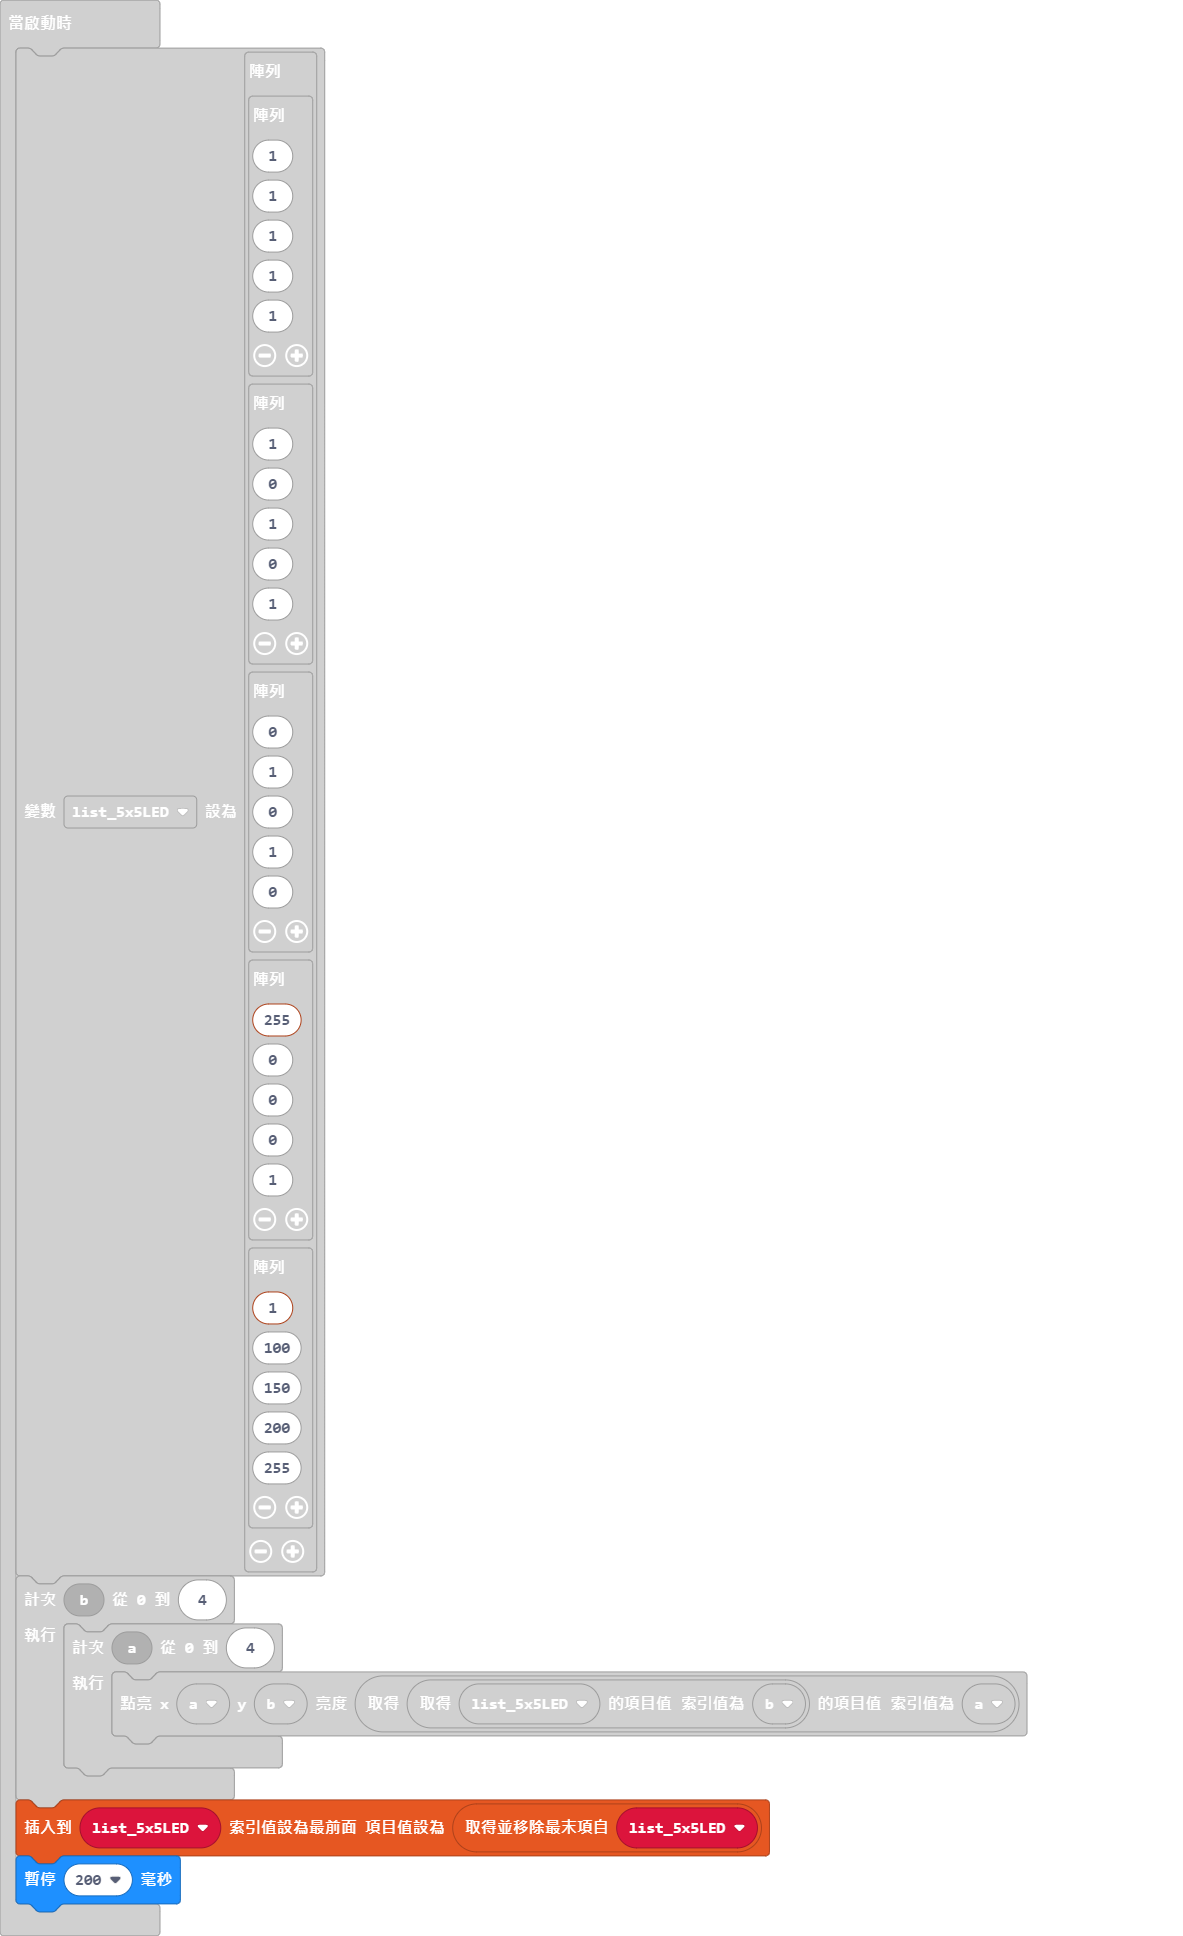 當啟動時
陣列
陣列
1
1
1
1
1
陣列
1
0
1
0
1
陣列
0
1
變數 list_5x5LED 設為 0
1
0
陣列
255
0
0
0
1
陣列
1
100
150
200
255
計次 b 從 0 到 4
執行
計次 a 從 0 到 4
執行
點亮 x a y b 亮度 取得 取得 list_5x5LED 的項目值 索引值為 b 的項目值 索引值為 a
插入到 list_5x5LED 索引值設為最前面 項目值設為 取得並移除最末項自 list_5x5LED
暫停 200 毫秒